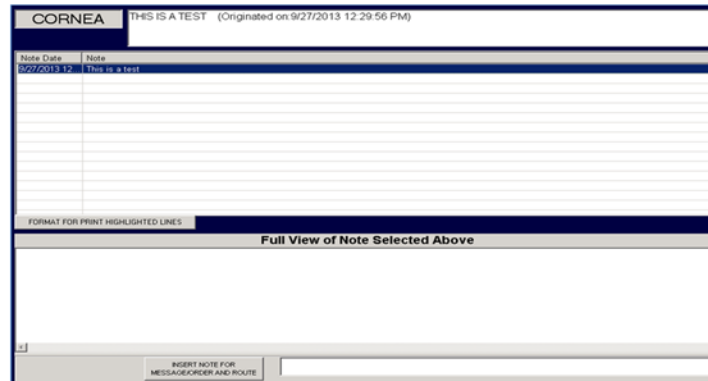 CORNEA THIS IS A TEST (Originated on:9/27/2013 12:29:56 PM)
Note Date Note
9/27/2013 12... This is a test
FORMAT FOR PRINT HIGHLIGHTED LINES
Full View of Note Selected Above
INSERT NOTE FOR
MESSAGE/ORDER AND ROUTE